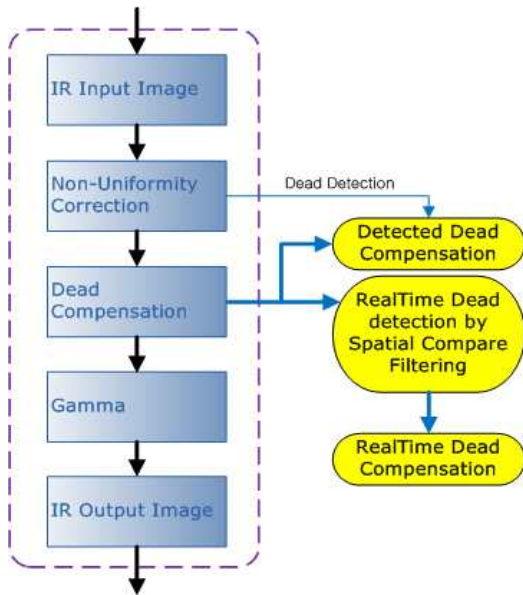 IR Input Image
Non-Uniformity
Correction
Dead Detection
Detected Dead
Compensation
Dead
Compensation
RealTime Dead
detection by
Spatial Compare
Filtering
Gamma
RealTime Dead
Compensation
IR Output Image